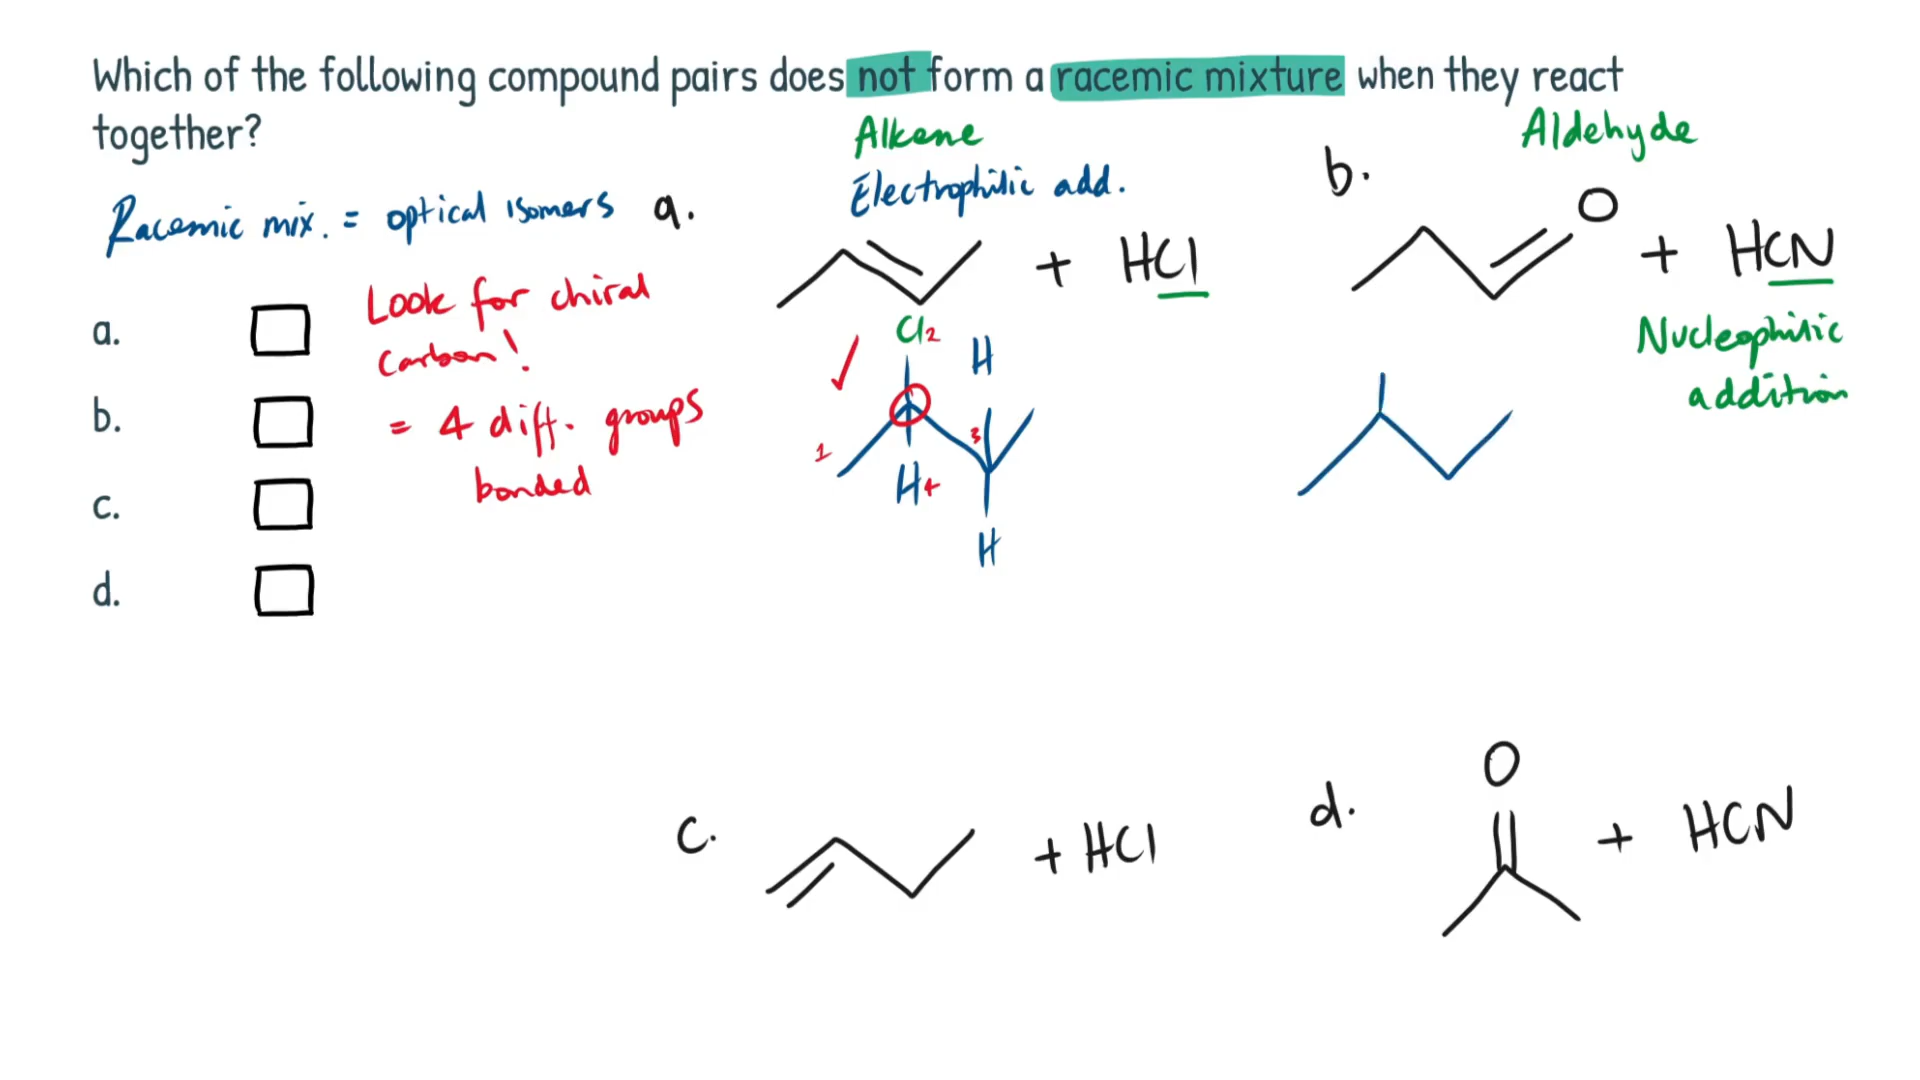 Which of the following compound pairs does not form a racemic mixture when they react
together?
Alkene
Electrophilic add.
Aldehyde
Racemic mix. = optical isomers
a.
b.
O
+ HCl
+ HCN
a.
Look for chiral
carbon!
Cl2
H
Nucleophilic
addition
b.
= 4 diff. groups
bonded
1
3
H4
c.
H
d.
c.
+ HCl
d.
O
+ HCN